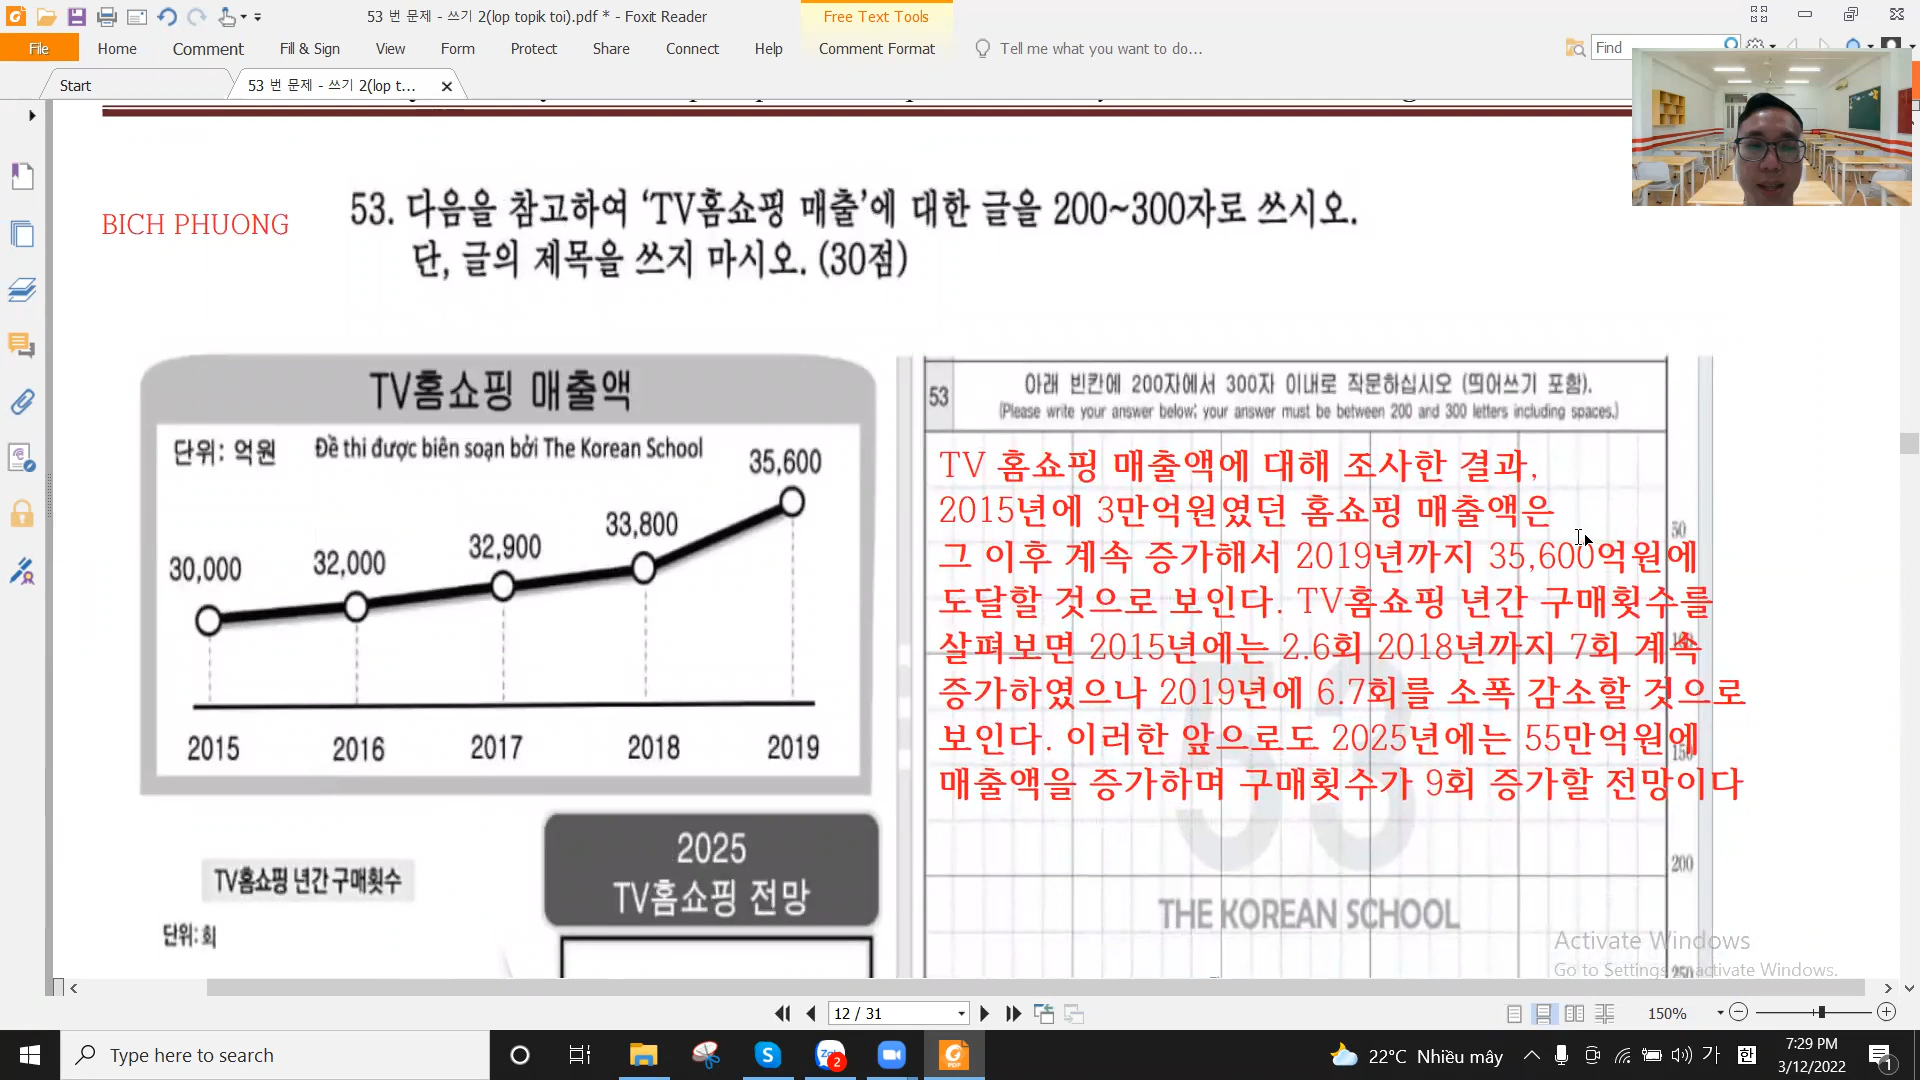 53 번 문제 - 쓰기 2(lop topik toi).pdf * - Foxit Reader
Free Text Tools
File
Home
Comment
Fill & Sign
View
Form
Protect
Share
Connect
Help
Comment Format
Tell me what you want to do...
Find
Start
53 번 문제 - 쓰기 2(lop t...
BICH PHUONG
53. 다음을 참고하여 ‘TV홈쇼핑 매출’에 대한 글을 200~300자로 쓰시오.
단, 글의 제목을 쓰지 마시오. (30점)
TV홈쇼핑 매출액
단위: 억원
Đề thi được biên soạn bởi The Korean School
35,600
33,800
32,900
32,000
30,000
2015
2016
2017
2018
2019
TV홈쇼핑 년간 구매횟수
단위: 회
2025
TV홈쇼핑 전망
53
아래 빈칸에 200자에서 300자 이내로 작문하십시오 (띄어쓰기 포함).
(Please write your answer below; your answer must be between 200 and 300 letters including spaces.)
TV 홈쇼핑 매출액에 대해 조사한 결과,
2015년에 3만억원였던 홈쇼핑 매출액은
그 이후 계속 증가해서 2019년까지 35,600억원에
도달할 것으로 보인다. TV홈쇼핑 년간 구매횟수를
살펴보면 2015년에는 2.6회 2018년까지 7회 계속
증가하였으나 2019년에 6.7회를 소폭 감소할 것으로
보인다. 이러한 앞으로도 2025년에는 55만억원에
매출액을 증가하며 구매횟수가 9회 증가할 전망이다
50
100
150
200
250
53
THE KOREAN SCHOOL
Activate Windows
Go to Settings to activate Windows.
12 / 31
150%
Type here to search
2
22°C Nhiều mây
가
한
7:29 PM
3/12/2022
1